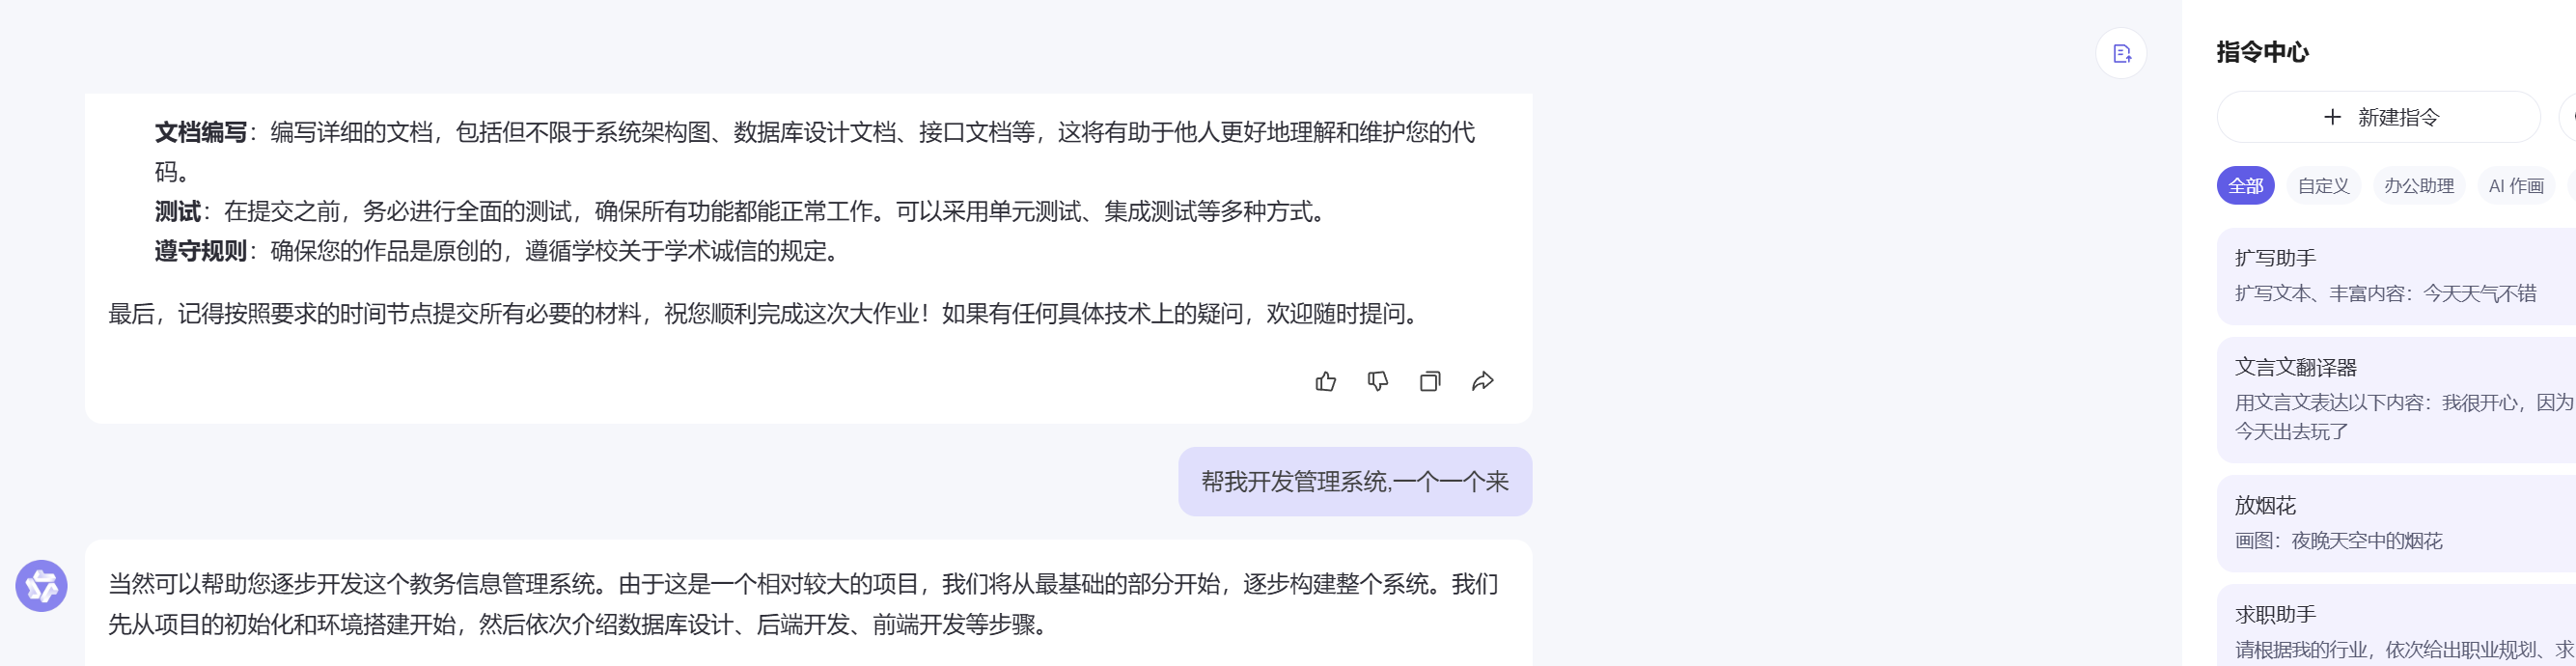 文档编写：编写详细的文档，包括但不限于系统架构图、数据库设计文档、接口文档等，这将有助于他人更好地理解和维护您的代
码。
测试：在提交之前，务必进行全面的测试，确保所有功能都能正常工作。可以采用单元测试、集成测试等多种方式。
遵守规则：确保您的作品是原创的，遵循学校关于学术诚信的规定。
最后，记得按照要求的时间节点提交所有必要的材料，祝您顺利完成这次大作业！如果有任何具体技术上的疑问，欢迎随时提问。
帮我开发管理系统,一个一个来
当然可以帮助您逐步开发这个教务信息管理系统。由于这是一个相对较大的项目，我们将从最基础的部分开始，逐步构建整个系统。我们
先从项目的初始化和环境搭建开始，然后依次介绍数据库设计、后端开发、前端开发等步骤。
指令中心
新建指令
全部 自定义 办公助理 AI 作画
扩写助手
扩写文本、丰富内容：今天天气不错
文言文翻译器
用文言文表达以下内容：我很开心，因为
今天出去玩了
放烟花
画图：夜晚天空中的烟花
求职助手
请根据我的行业，依次给出职业规划、求